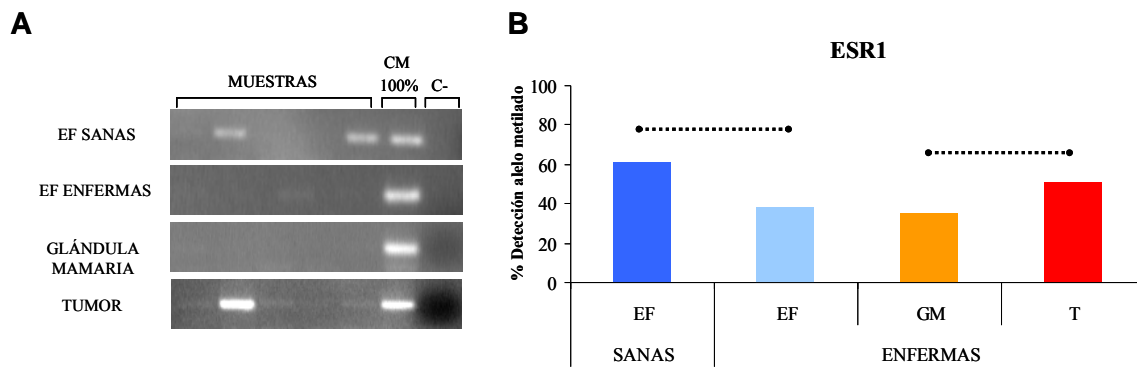 A
MUESTRAS
CM
100%
C-
EF SANAS
EF ENFERMAS
GLÁNDULA
MAMARIA
TUMOR
B
ESR1
% Detección alelo metilado
100
80
60
40
20
0
EF
EF
GM
T
SANAS
ENFERMAS